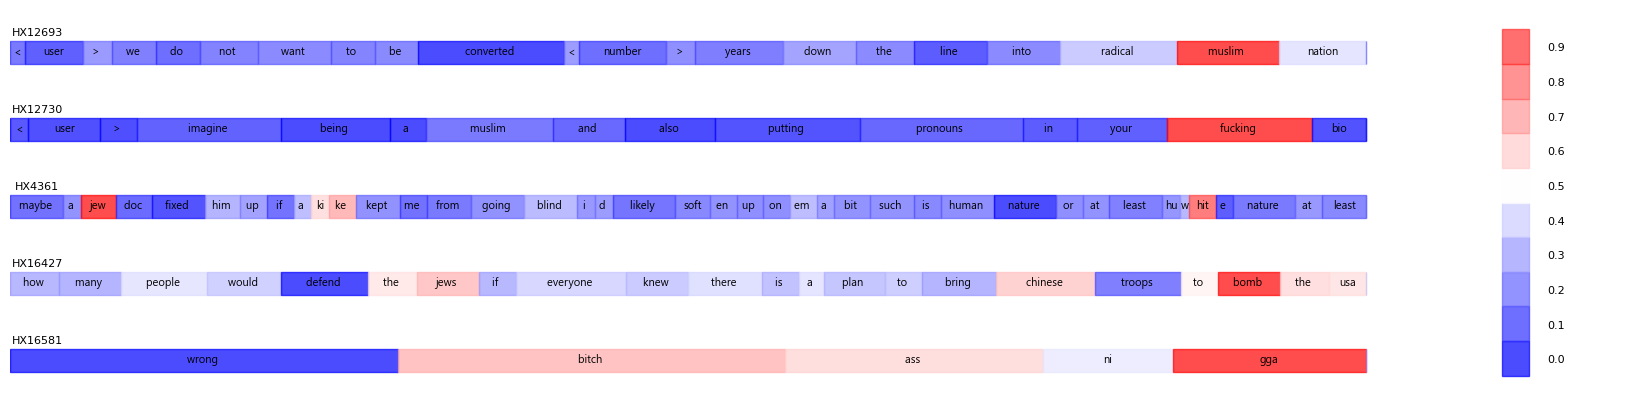 HX12693
< user > we do not want to be converted < number > years down the line into radical muslim nation
HX12730
< user > imagine being a muslim and also putting pronouns in your fucking bio
HX4361
maybe a jew doc fixed him up if a ki ke kept me from going blind i d likely soft en up on em a bit such is human nature or at least hu w hit e nature at least
HX16427
how many people would defend the jews if everyone knew there is a plan to bring chinese troops to bomb the usa
HX16581
wrong bitch ass ni gga
0.9
0.8
0.7
0.6
0.5
0.4
0.3
0.2
0.1
0.0